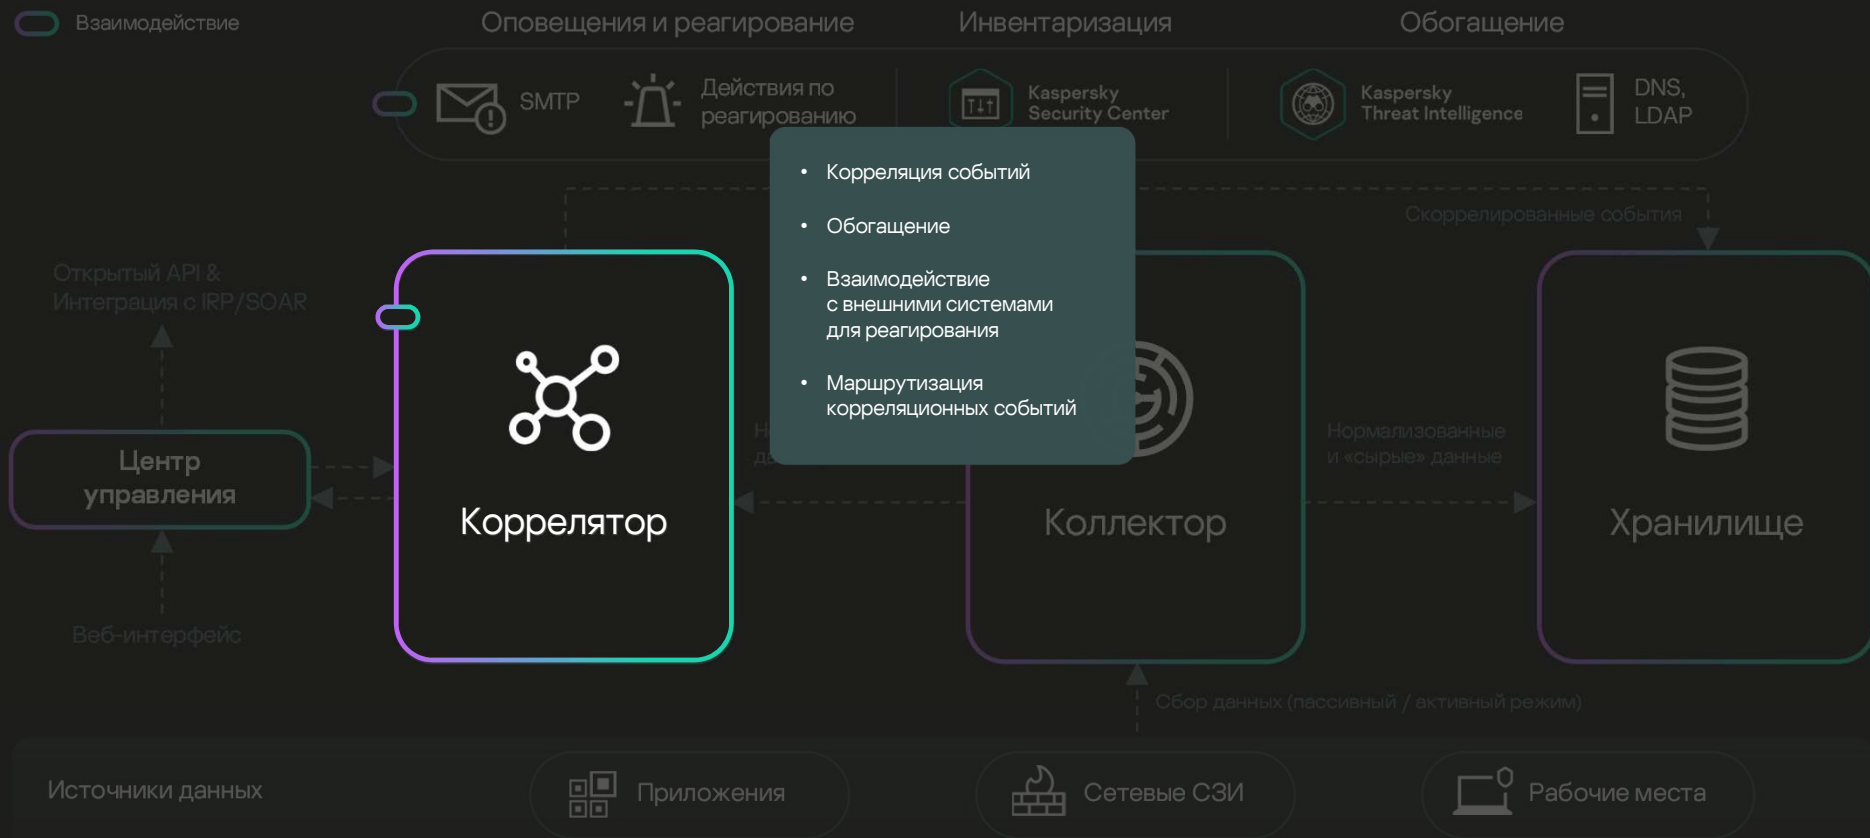 Взаимодействие
Оповещения и реагирование
Инвентаризация
Обогащение
SMTP
Действия по
реагированию
Kaspersky
Security Center
Kaspersky
Threat Intelligence
DNS,
LDAP
• Корреляция событий
• Обогащение
• Взаимодействие
с внешними системами
для реагирования
• Маршрутизация
корреляционных событий
Скоррелированные события
Открытый API &
Интеграция с IRP/SOAR
Центр
управления
Веб-интерфейс
Коррелятор
Коллектор
Нормализованные
и «сырые» данные
Хранилище
Сбор данных (пассивный / активный режим)
Источники данных
Приложения
Сетевые СЗИ
Рабочие места